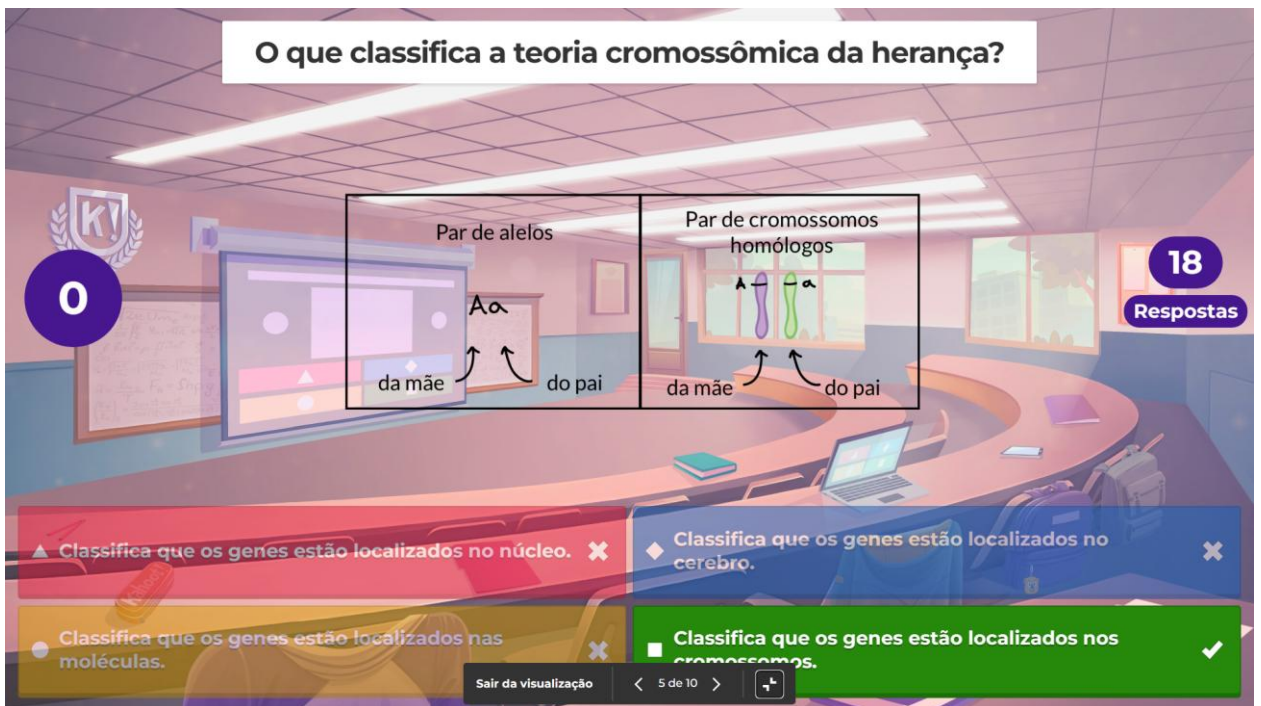 O que classifica a teoria cromossômica da herança?
K!
0
18
Respostas
Par de alelos
Aa
da mãe
do pai
Par de cromossomos
homólogos
A
a
da mãe
do pai
Classifica que os genes estão localizados no núcleo.
Classifica que os genes estão localizados no
cerebro.
Classifica que os genes estão localizados nas
moléculas.
Classifica que os genes estão localizados nos
cromossomos.
Sair da visualização
5 de 10